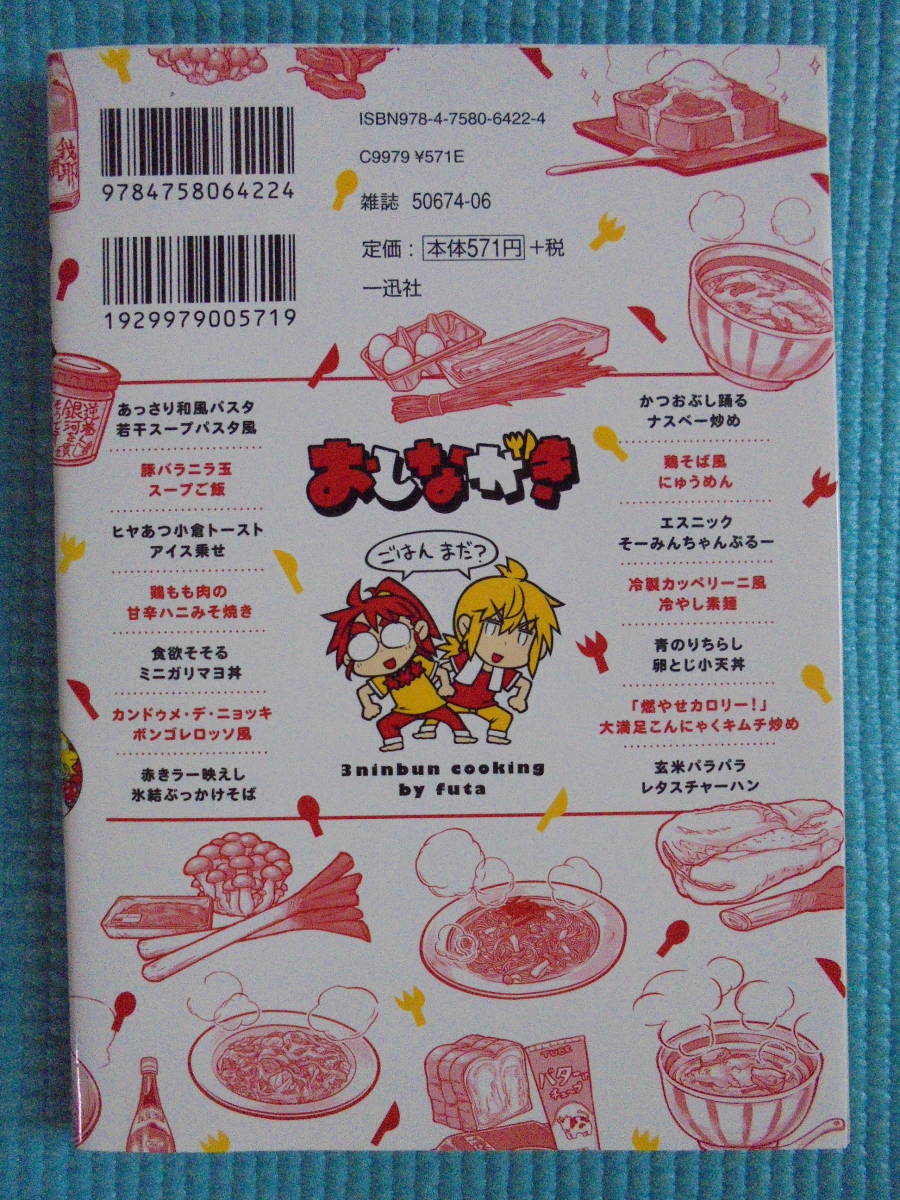 ISBN978-4-7580-6422-4
C9979 ¥571E
雑誌 50674-06
定価：本体571円+税
一迅社
9784758064224
1929979005719
おしながき
あっさり和風パスタ
若干スープパスタ風
豚バラニラ玉
スープご飯
ヒヤあつ小倉トースト
アイス乗せ
鶏もも肉の
甘辛ハニみそ焼き
食欲そそる
ミニガリマヨ丼
カンドゥメ・デ・ニョッキ
ボンゴレロッソ風
赤きラー映えし
氷結ぶっかけそば
かつおぶし踊る
ナスベー炒め
鶏そば風
にゅうめん
エスニック
そーみんちゃんぷるー
冷製カッペリーニ風
冷やし素麺
青のりちらし
卵とじ小天丼
「燃やせカロリー！」
大満足こんにゃくキムチ炒め
玄米パラパラ
レタスチャーハン
ごはん まだ？
3ninbun cooking
by futa
銀河を
TUBE
バター
チューブ